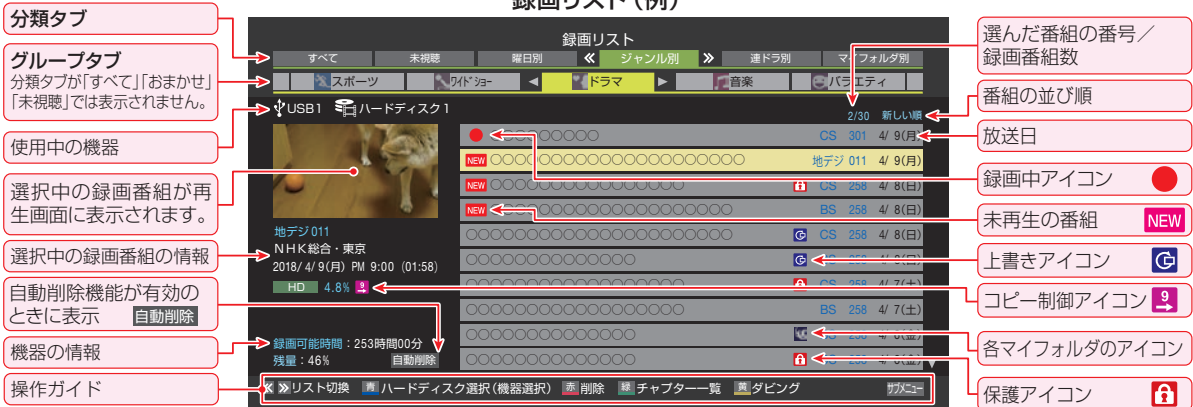 録画リスト(例)
分類タブ
グループタブ
分類タブが「すべて」「おまかせ」
「未視聴」では表示されません。
使用中の機器
選択中の録画番組が再
生画面に表示されます。
選択中の録画番組の情報
自動削除機能が有効の
ときに表示 自動削除
機器の情報
操作ガイド
録画リスト
すべて 未視聴 曜日別 ≪ ジャンル別 ≫ 連ドラ別 マイフォルダ別
スポーツ ワイドショー ◀ ドラマ ▶ 音楽 バラエティ
USB1 ハードディスク1
2/30 新しい順
○○○○○○○○○ CS 301 4/ 9(月)
NEW ○○○○○○○○○○○○○○○○○○○○○ 地デジ 011 4/ 9(月)
NEW ○○○○○○○○○○○○○○○○ CS 258 4/ 8(日)
NEW ○○○○○○○○○○○○○○○○○○○○ BS 258 4/ 8(日)
○○○○○○○○○○○○○○○○○○○○ CS 258 4/ 8(日)
○○○○○○○○○○○○○○ 4/ 8(日)
○○○○○○○○○○○○○○○○○○○○ CS 258 4/ 7(土)
○○○○○○○○○○○○○○○○○○ BS 258 4/ 7(土)
○○○○○○○○○○○○○○
○○○○○○○○○○○○○○
地デジ011
NHK総合・東京
2018/ 4/ 9(月) PM 9:00 (01:58)
HD 4.8% 9
録画可能時間:253時間00分
残量:46% 自動削除
≪ ≫ リスト切換 青 ハードディスク選択(機器選択) 赤 削除 緑 チャプター一覧 黄 ダビング サブメニュー
選んだ番組の番号/
録画番組数
番組の並び順
放送日
録画中アイコン
未再生の番組 NEW
上書きアイコン
コピー制御アイコン 9
各マイフォルダのアイコン
保護アイコン